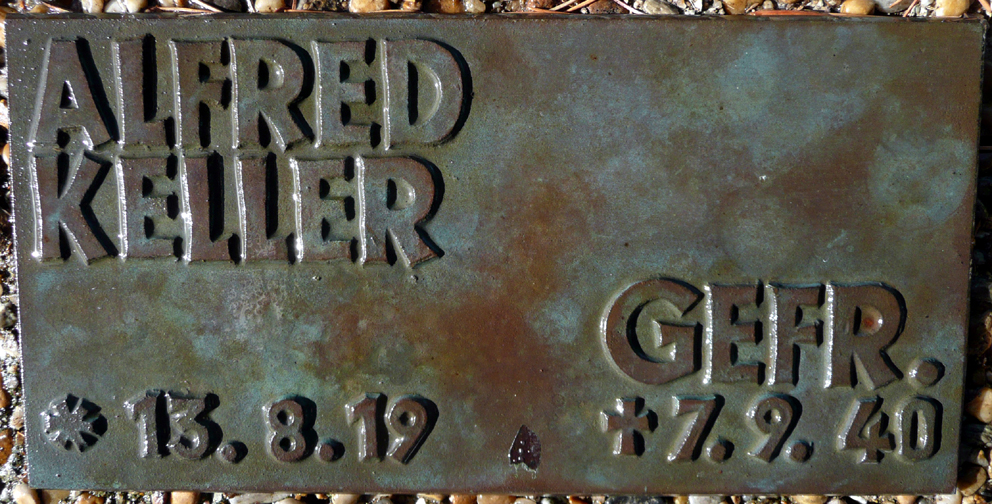 ALFRED
KELLER
GEFR.
* 13. 8. 19 † 7. 9. 40